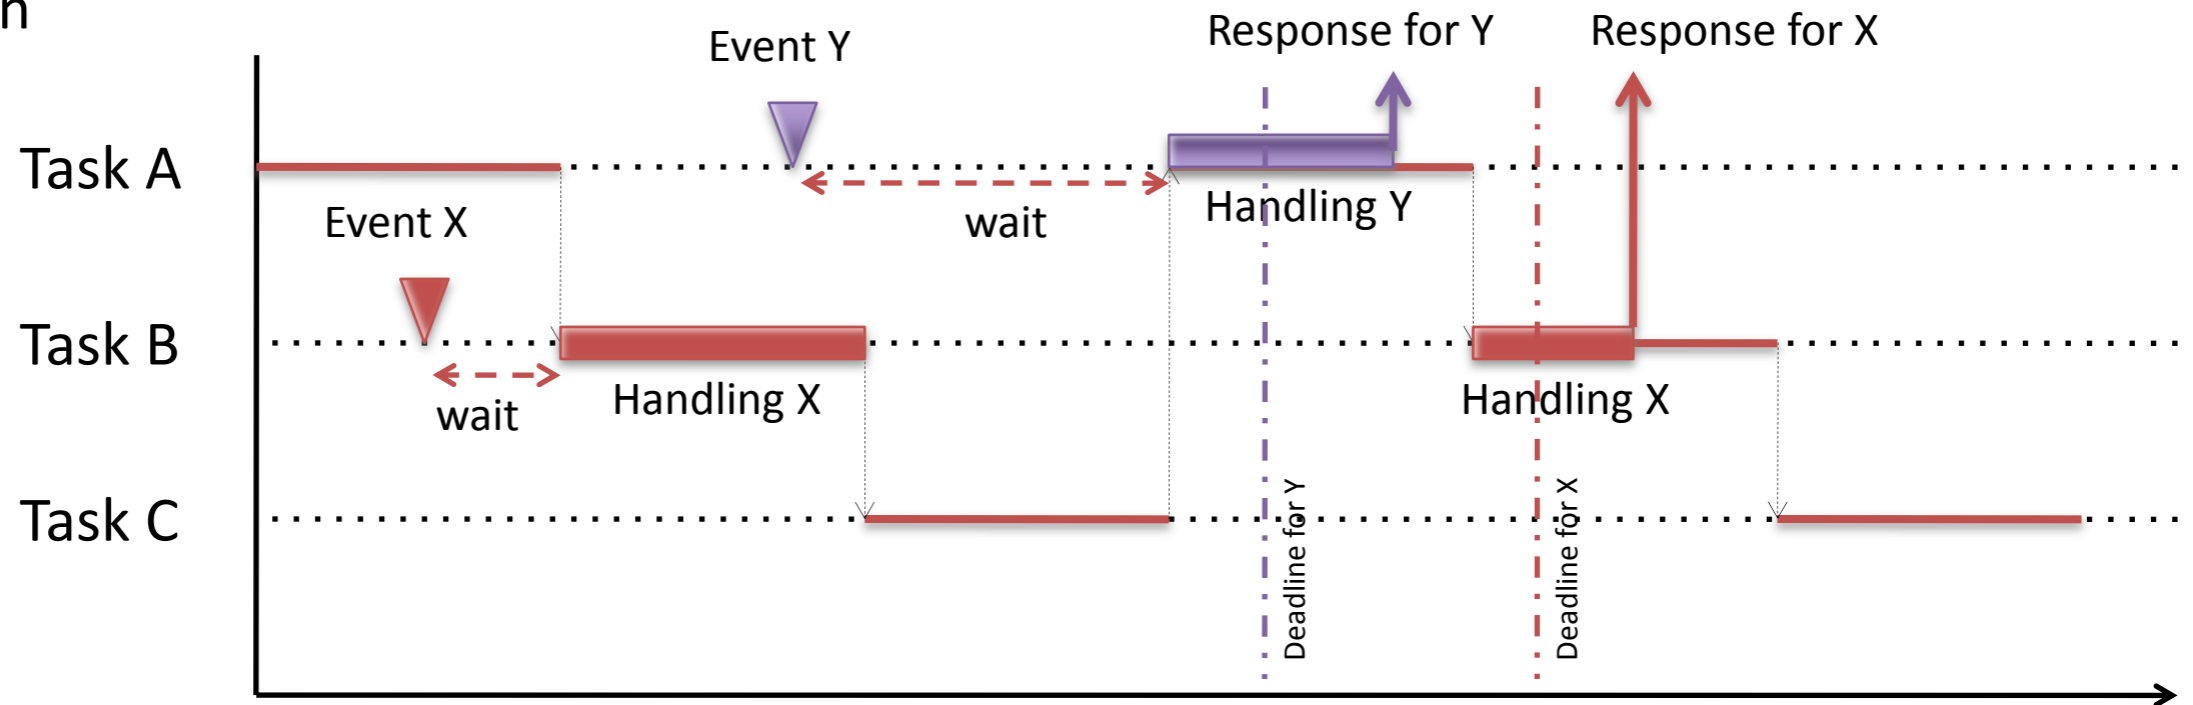 Event Y
Response for Y
Response for X
Task A
Event X
wait
Handling Y
Task B
wait
Handling X
Handling X
Task C
Deadline for Y
Deadline for X